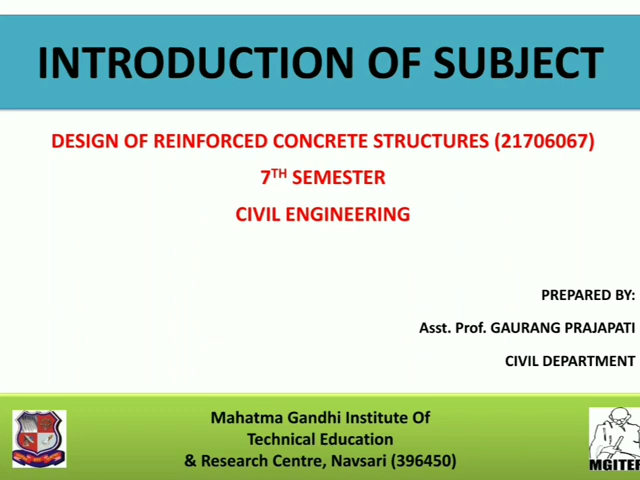 INTRODUCTION OF SUBJECT
DESIGN OF REINFORCED CONCRETE STRUCTURES (21706067)
7TH SEMESTER
CIVIL ENGINEERING
PREPARED BY:
Asst. Prof. GAURANG PRAJAPATI
CIVIL DEPARTMENT
Mahatma Gandhi Institute Of
Technical Education
& Research Centre, Navsari (396450)
MGITER